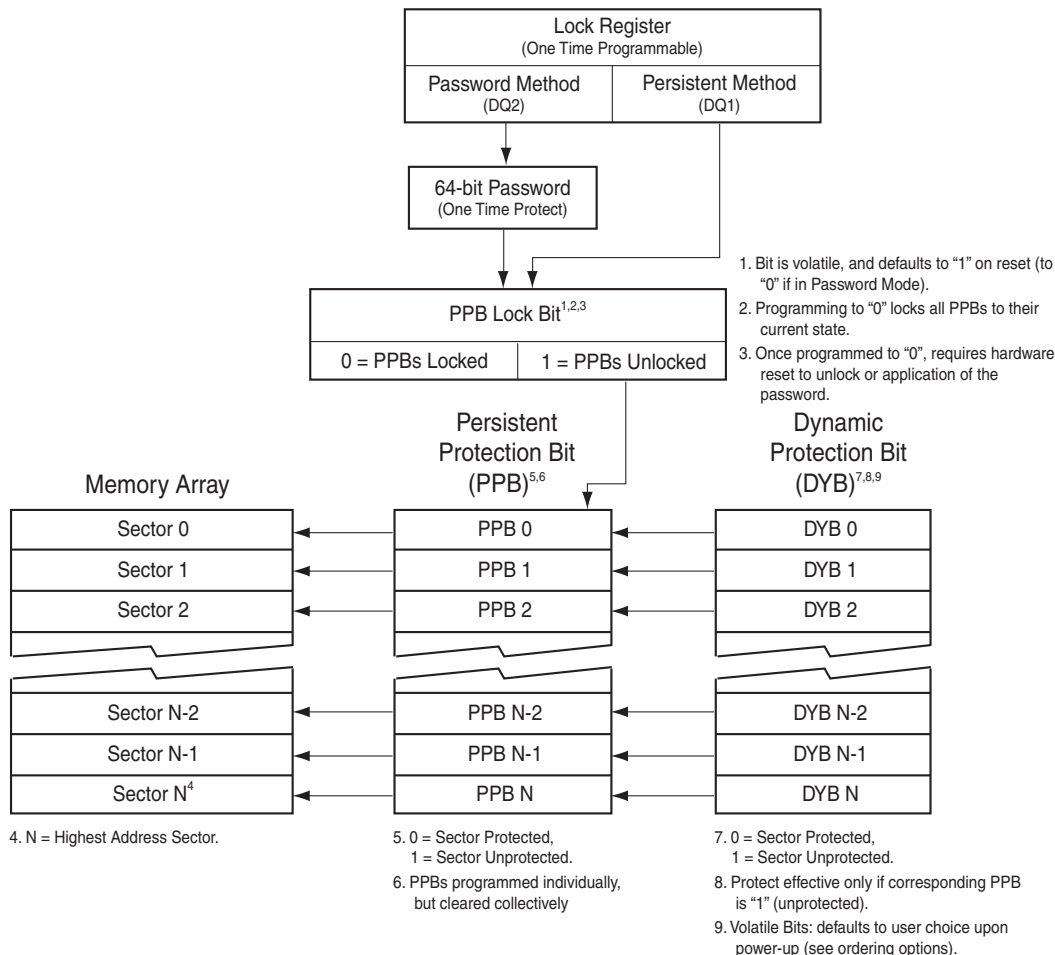 Lock Register
(One Time Programmable)
Password Method
(DQ2)
Persistent Method
(DQ1)
64-bit Password
(One Time Protect)
PPB Lock Bit1,2,3
0 = PPBs Locked
1 = PPBs Unlocked
1. Bit is volatile, and defaults to “1” on reset (to
“0” if in Password Mode).
2. Programming to “0” locks all PPBs to their
current state.
3. Once programmed to “0”, requires hardware
reset to unlock or application of the
password.
Memory Array
Persistent
Protection Bit
(PPB)5,6
Dynamic
Protection Bit
(DYB)7,8,9
Sector 0
PPB 0
DYB 0
Sector 1
PPB 1
DYB 1
Sector 2
PPB 2
DYB 2
Sector N-2
PPB N-2
DYB N-2
Sector N-1
PPB N-1
DYB N-1
Sector N4
PPB N
DYB N
4. N = Highest Address Sector.
5. 0 = Sector Protected,
1 = Sector Unprotected.
6. PPBs programmed individually,
but cleared collectively
7. 0 = Sector Protected,
1 = Sector Unprotected.
8. Protect effective only if corresponding PPB
is “1” (unprotected).
9. Volatile Bits: defaults to user choice upon
power-up (see ordering options).